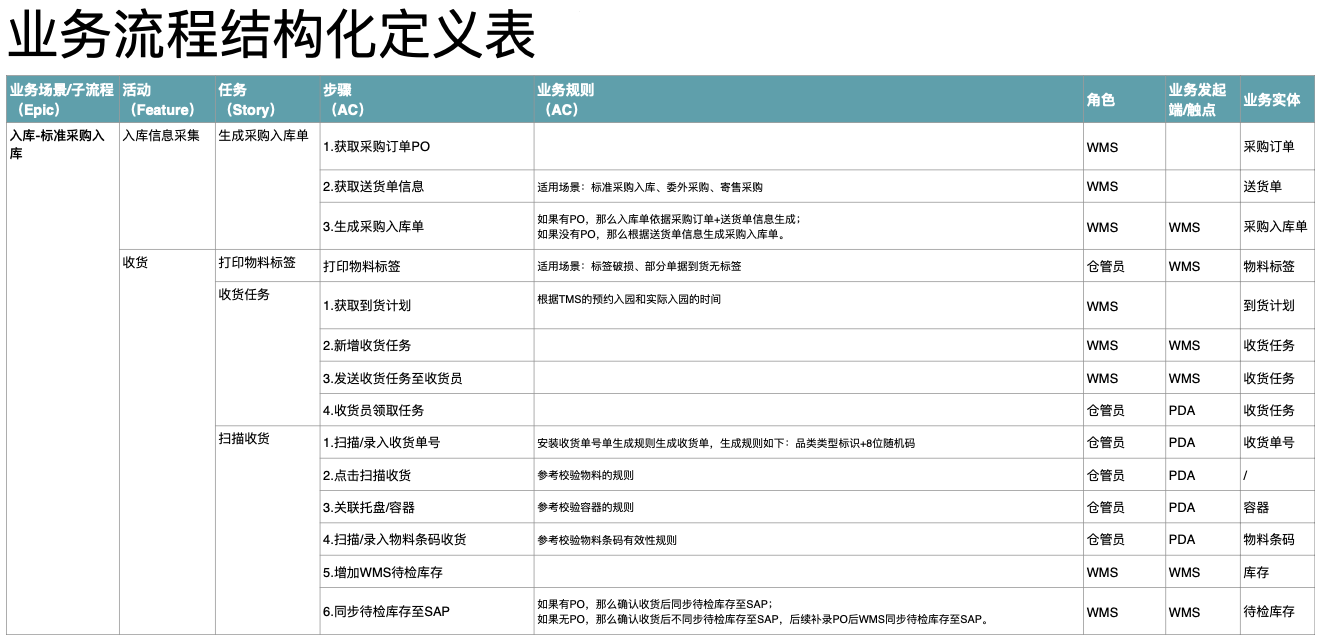 业务流程结构化定义表
业务场景/子流程
（Epic）
活动
（Feature）
任务
（Story）
步骤
（AC）
业务规则
（AC）
角色
业务发起
端/触点
业务实体
入库-标准采购入
库
入库信息采集
生成采购入库单
1.获取采购订单PO
WMS
采购订单
2.获取送货单信息
适用场景：标准采购入库、委外采购、寄售采购
WMS
送货单
3.生成采购入库单
如果有PO，那么入库单依据采购订单+送货单信息生成；
如果没有PO，那么根据送货单信息生成采购入库单。
WMS
WMS
采购入库单
收货
打印物料标签
打印物料标签
适用场景：标签破损、部分单据到货无标签
仓管员
WMS
物料标签
收货任务
1.获取到货计划
根据TMS的预约入园和实际入园的时间
WMS
到货计划
2.新增收货任务
WMS
WMS
收货任务
3.发送收货任务至收货员
WMS
WMS
收货任务
4.收货员领取任务
仓管员
PDA
收货任务
扫描收货
1.扫描/录入收货单号
安装收货单号单生成规则生成收货单，生成规则如下：品类类型标识+8位随机码
仓管员
PDA
收货单号
2.点击扫描收货
参考校验物料的规则
仓管员
PDA
/
3.关联托盘/容器
参考校验容器的规则
仓管员
PDA
容器
4.扫描/录入物料条码收货
参考校验物料条码有效性规则
仓管员
PDA
物料条码
5.增加WMS待检库存
WMS
WMS
库存
6.同步待检库存至SAP
如果有PO，那么确认收货后同步待检库存至SAP；
如果无PO，那么确认收货后不同步待检库存至SAP，后续补录PO后WMS同步待检库存至SAP。
WMS
WMS
待检库存